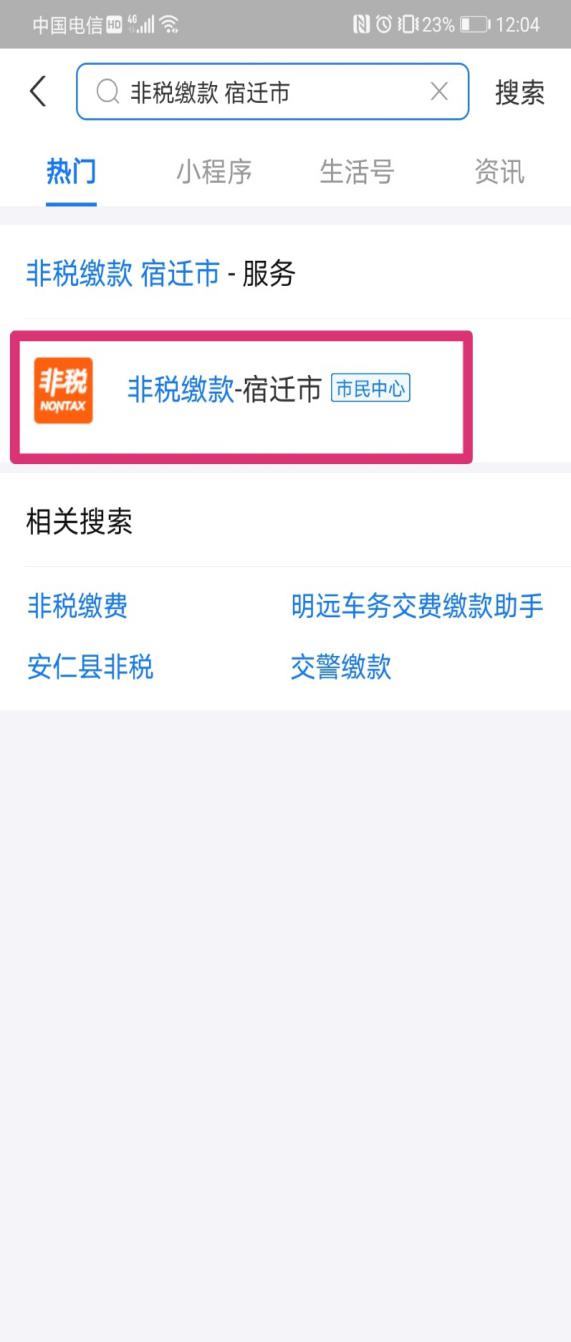 中国电信 HD 4G 23% 12:04
非税缴款 宿迁市 搜索
热门 小程序 生活号 资讯
非税缴款 宿迁市 - 服务
非税 NONTAX 非税缴款-宿迁市 市民中心
相关搜索
非税缴费 明远车务交费缴款助手
安仁县非税 交警缴款